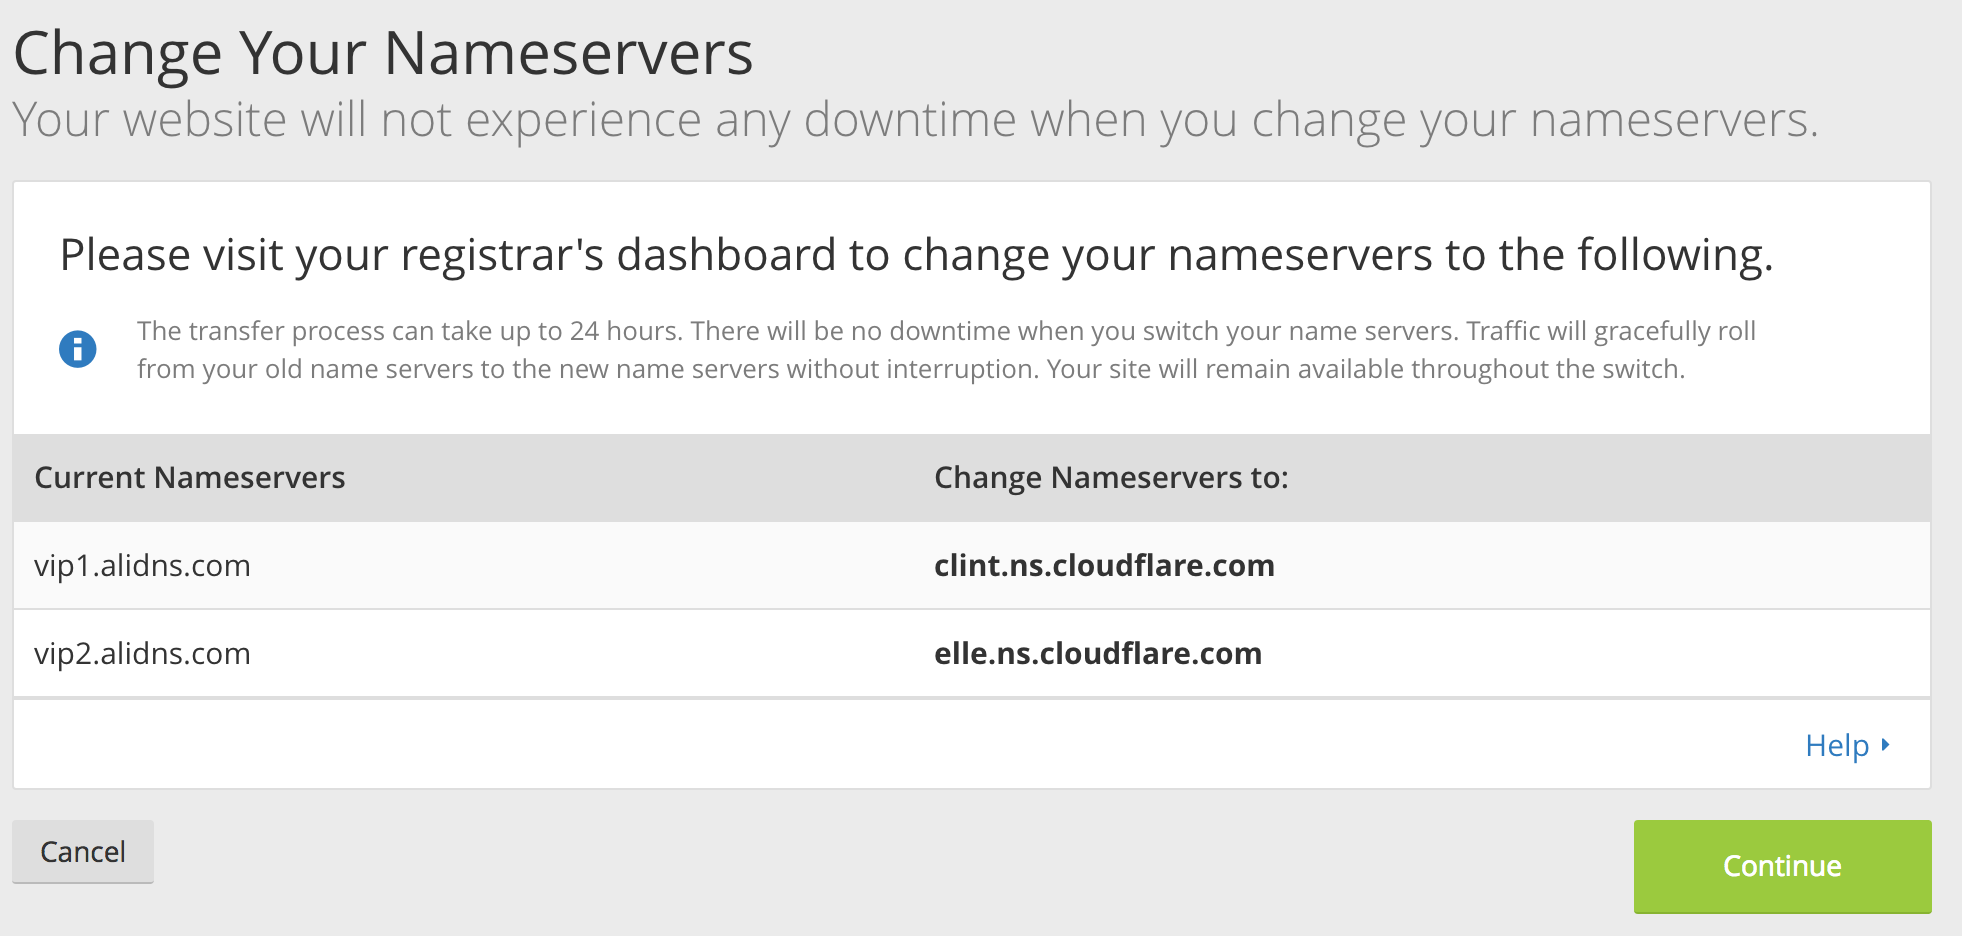 Change Your Nameservers
Your website will not experience any downtime when you change your nameservers.
Please visit your registrar's dashboard to change your nameservers to the following.
The transfer process can take up to 24 hours. There will be no downtime when you switch your name servers. Traffic will gracefully roll
from your old name servers to the new name servers without interruption. Your site will remain available throughout the switch.
Current Nameservers Change Nameservers to:
vip1.alidns.com clint.ns.cloudflare.com
vip2.alidns.com elle.ns.cloudflare.com
Help
Cancel Continue